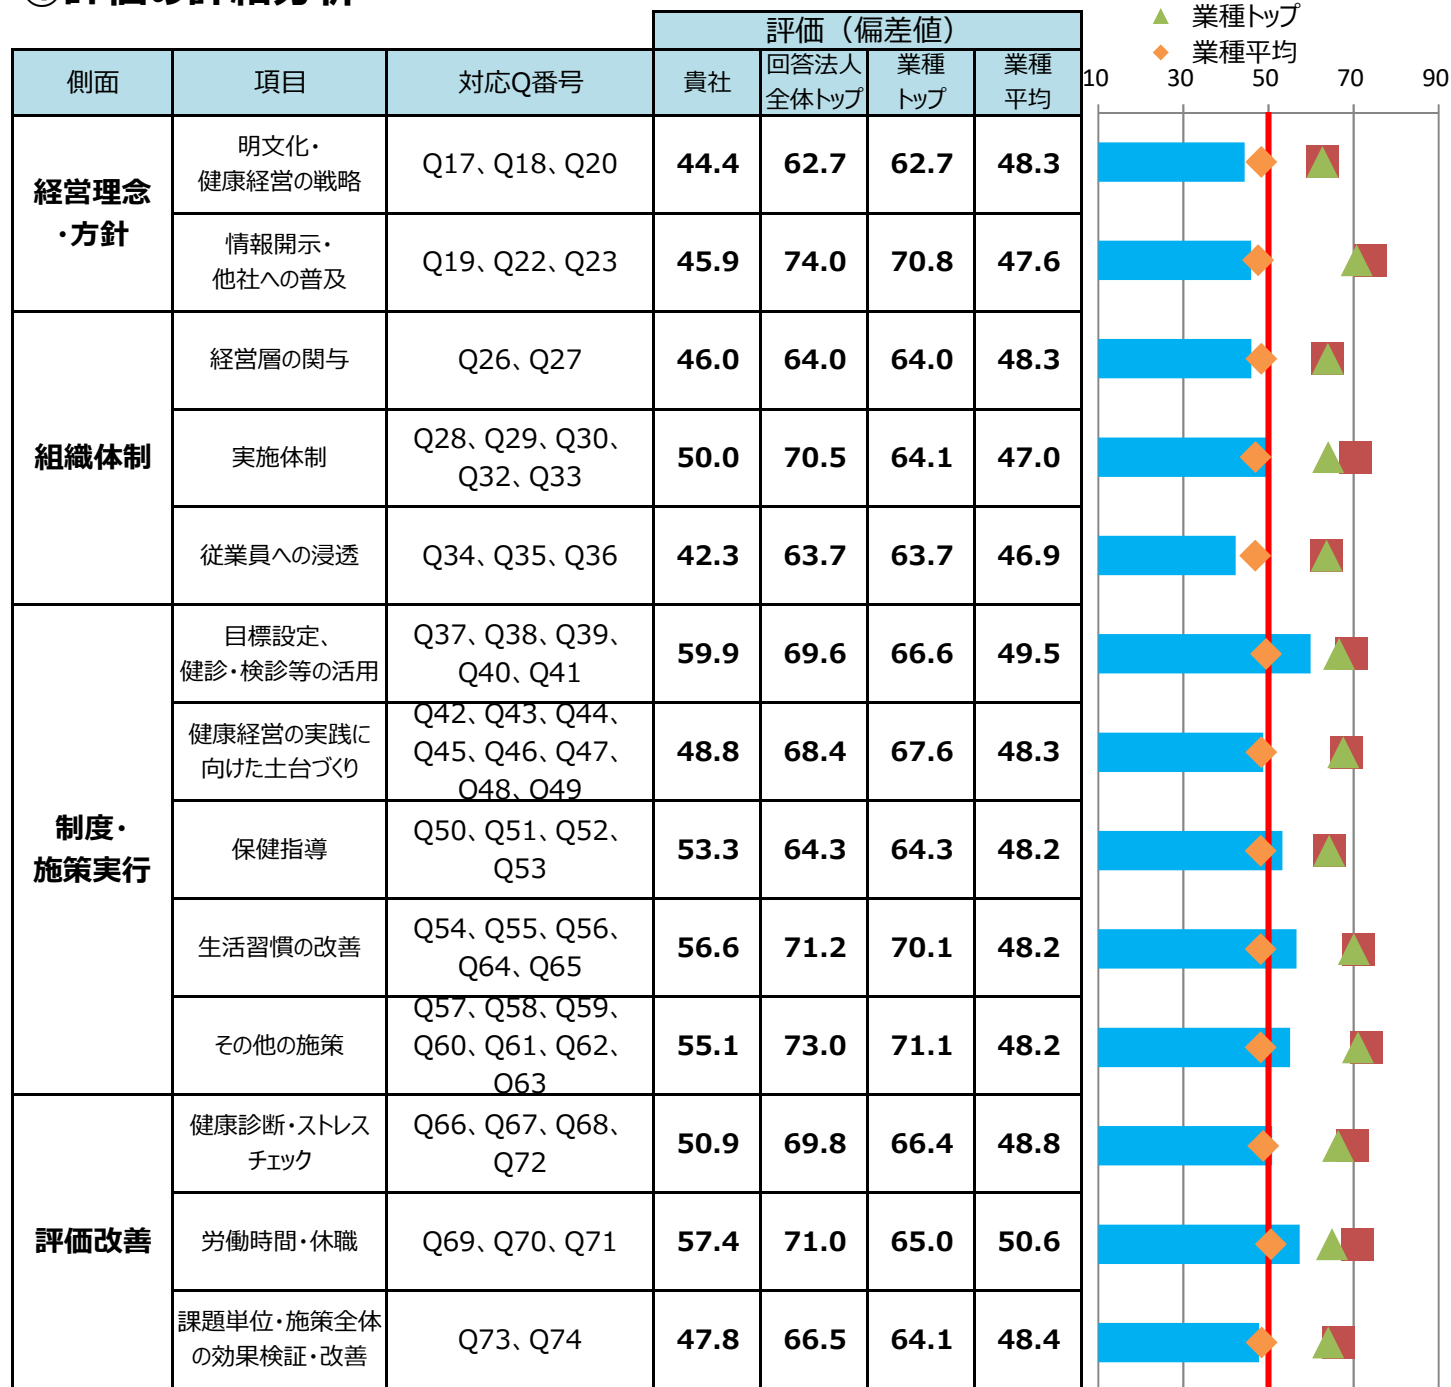 評価の詳細分析
▲ 業種トップ
◆ 業種平均
評価（偏差値）
側面 項目 対応Q番号 貴社 回答法人全体トップ 業種トップ 業種平均
10 30 50 70 90
経営理念・方針
明文化・健康経営の戦略 Q17、Q18、Q20 44.4 62.7 62.7 48.3
情報開示・他社への普及 Q19、Q22、Q23 45.9 74.0 70.8 47.6
組織体制
経営層の関与 Q26、Q27 46.0 64.0 64.0 48.3
実施体制 Q28、Q29、Q30、Q32、Q33 50.0 70.5 64.1 47.0
従業員への浸透 Q34、Q35、Q36 42.3 63.7 63.7 46.9
制度・施策実行
目標設定、健診・検診等の活用 Q37、Q38、Q39、Q40、Q41 59.9 69.6 66.6 49.5
健康経営の実践に向けた土台づくり Q42、Q43、Q44、Q45、Q46、Q47、Q48、Q49 48.8 68.4 67.6 48.3
保健指導 Q50、Q51、Q52、Q53 53.3 64.3 64.3 48.2
生活習慣の改善 Q54、Q55、Q56、Q64、Q65 56.6 71.2 70.1 48.2
その他の施策 Q57、Q58、Q59、Q60、Q61、Q62、Q63 55.1 73.0 71.1 48.2
評価改善
健康診断・ストレスチェック Q66、Q67、Q68、Q72 50.9 69.8 66.4 48.8
労働時間・休職 Q69、Q70、Q71 57.4 71.0 65.0 50.6
課題単位・施策全体の効果検証・改善 Q73、Q74 47.8 66.5 64.1 48.4